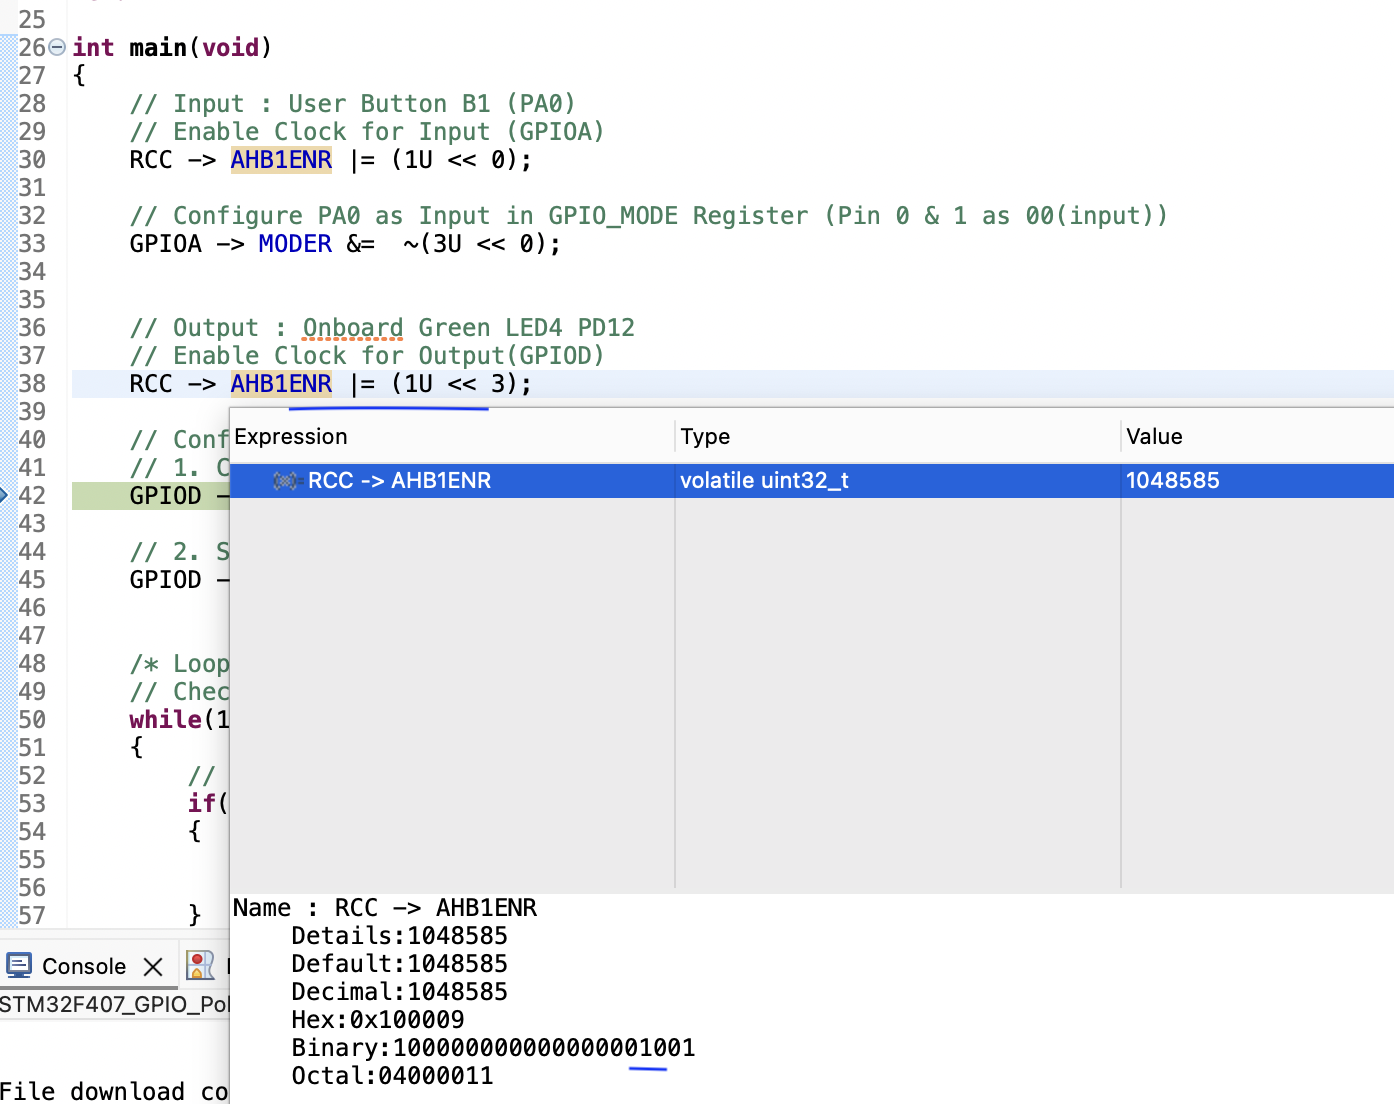 25
26 int main(void)
27 {
28 // Input : User Button B1 (PA0)
29 // Enable Clock for Input (GPIOA)
30 RCC -> AHB1ENR |= (1U << 0);
31
32 // Configure PA0 as Input in GPIO_MODE Register (Pin 0 & 1 as 00(input))
33 GPIOA -> MODER &=  ~(3U << 0);
34
35
36 // Output : Onboard Green LED4 PD12
37 // Enable Clock for Output(GPIOD)
38 RCC -> AHB1ENR |= (1U << 3);
39
40 // Conf
41 // 1. C
42 GPIOD -
43
44 // 2. S
45 GPIOD -
46
47
48 /* Loop
49 // Chec
50 while(1
51 {
52 //
53 if(
54 {
55
56
57 }
Expression Type Value
RCC -> AHB1ENR volatile uint32_t 1048585
Name : RCC -> AHB1ENR
Details:1048585
Default:1048585
Decimal:1048585
Hex:0x100009
Binary:100000000000000001001
Octal:04000011
Console
STM32F407_GPIO_Pol
File download co